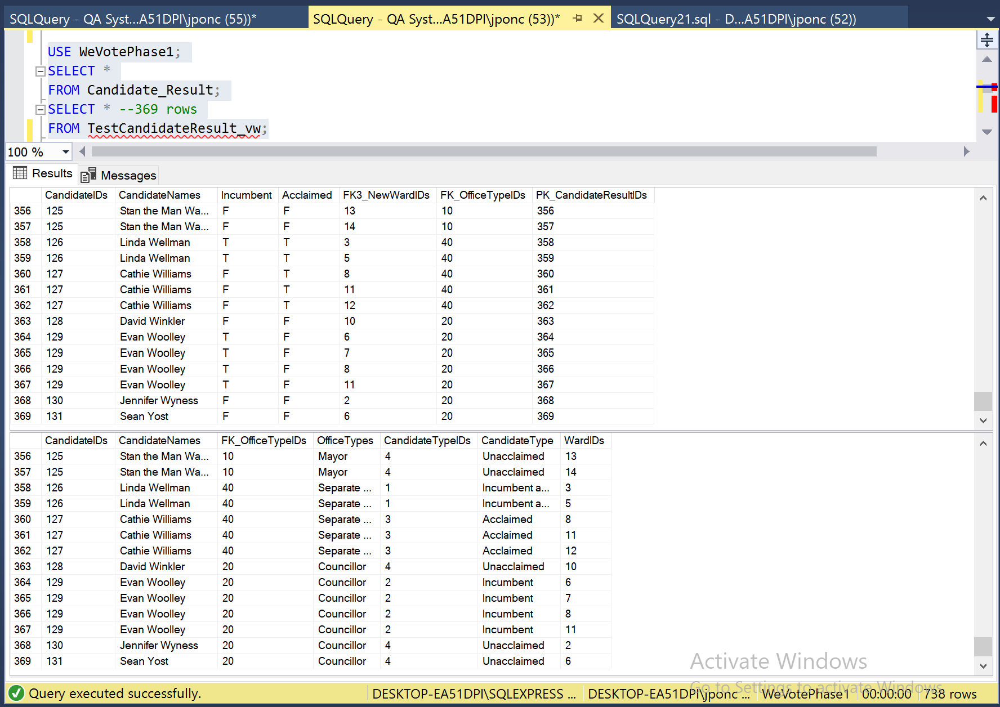 SQLQuery - QA Syst...A51DPI\jponc (55))* SQLQuery - QA Syst...A51DPI\jponc (53))* SQLQuery21.sql - D...A51DPI\jponc (52))
USE WeVotePhase1;
SELECT *
FROM Candidate_Result;
SELECT * --369 rows
FROM TestCandidateResult_vw;
100 %
Results Messages
CandidateIDs CandidateNames Incumbent Acclaimed FK3_NewWardIDs FK_OfficeTypeIDs PK_CandidateResultIDs
356 125 Stan the Man Wa... F F 13 10 356
357 125 Stan the Man Wa... F F 14 10 357
358 126 Linda Wellman T T 3 40 358
359 126 Linda Wellman T T 5 40 359
360 127 Cathie Williams F T 8 40 360
361 127 Cathie Williams F T 11 40 361
362 127 Cathie Williams F T 12 40 362
363 128 David Winkler F F 10 20 363
364 129 Evan Woolley T F 6 20 364
365 129 Evan Woolley T F 7 20 365
366 129 Evan Woolley T F 8 20 366
367 129 Evan Woolley T F 11 20 367
368 130 Jennifer Wyness F F 2 20 368
369 131 Sean Yost F F 6 20 369
CandidateIDs CandidateNames FK_OfficeTypeIDs OfficeTypes CandidateTypeIDs CandidateType WardIDs
356 125 Stan the Man Wa... 10 Mayor 4 Unacclaimed 13
357 125 Stan the Man Wa... 10 Mayor 4 Unacclaimed 14
358 126 Linda Wellman 40 Separate ... 1 Incumbent a... 3
359 126 Linda Wellman 40 Separate ... 1 Incumbent a... 5
360 127 Cathie Williams 40 Separate ... 3 Acclaimed 8
361 127 Cathie Williams 40 Separate ... 3 Acclaimed 11
362 127 Cathie Williams 40 Separate ... 3 Acclaimed 12
363 128 David Winkler 20 Councillor 4 Unacclaimed 10
364 129 Evan Woolley 20 Councillor 2 Incumbent 6
365 129 Evan Woolley 20 Councillor 2 Incumbent 7
366 129 Evan Woolley 20 Councillor 2 Incumbent 8
367 129 Evan Woolley 20 Councillor 2 Incumbent 11
368 130 Jennifer Wyness 20 Councillor 4 Unacclaimed 2
369 131 Sean Yost 20 Councillor 4 Unacclaimed 6
Activate Windows
Go to Settings to activate Windows.
Query executed successfully. DESKTOP-EA51DPI\SQLEXPRESS ... DESKTOP-EA51DPI\jponc ... WeVotePhase1 00:00:00 738 rows